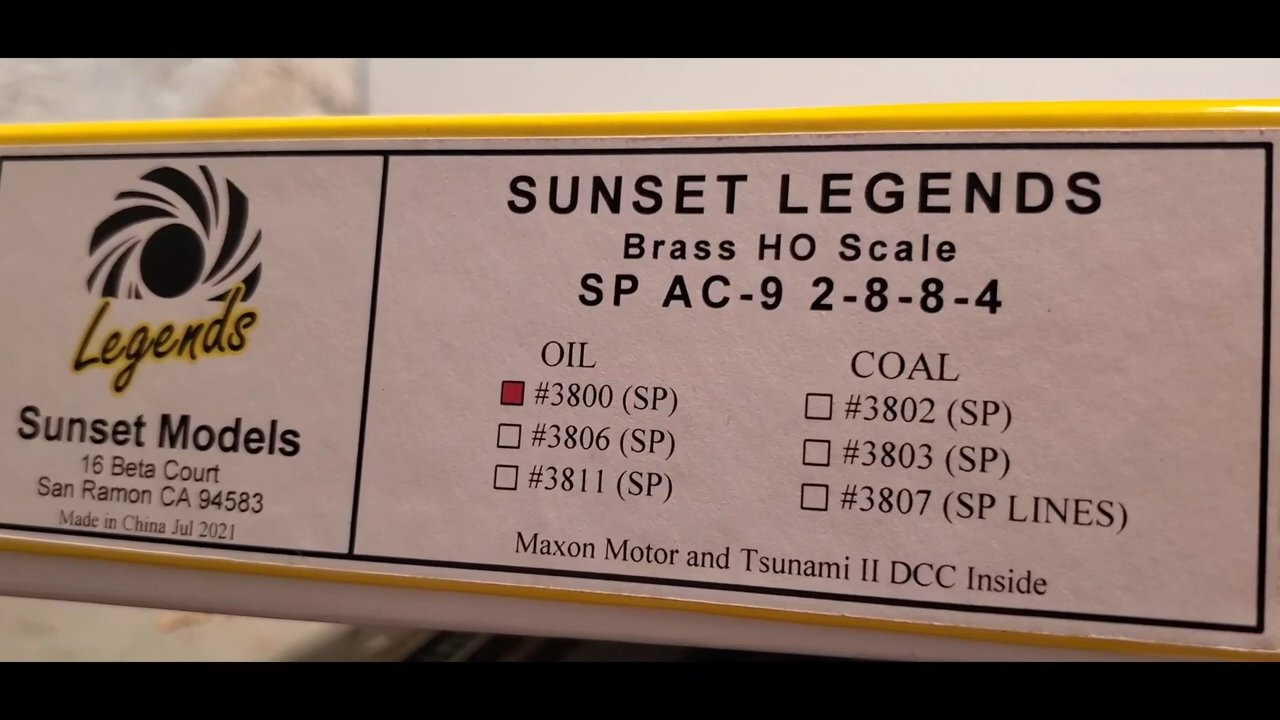 Legends
Sunset Models
16 Beta Court
San Ramon CA 94583
Made in China Jul 2021
SUNSET LEGENDS
Brass HO Scale
SP AC-9 2-8-8-4
OIL
#3800 (SP)
#3806 (SP)
#3811 (SP)
COAL
#3802 (SP)
#3803 (SP)
#3807 (SP LINES)
Maxon Motor and Tsunami II DCC Inside